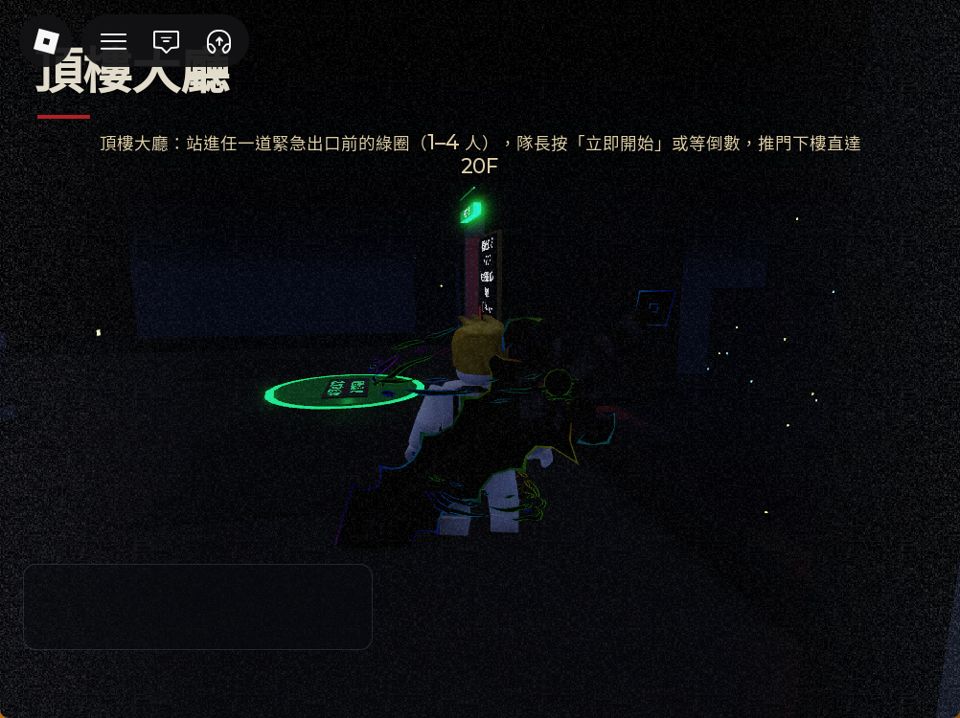 頂樓大廳
頂樓大廳：站進任一道緊急出口前的綠圈（1–4 人），隊長按「立即開始」或等倒數，推門下樓直達
20F